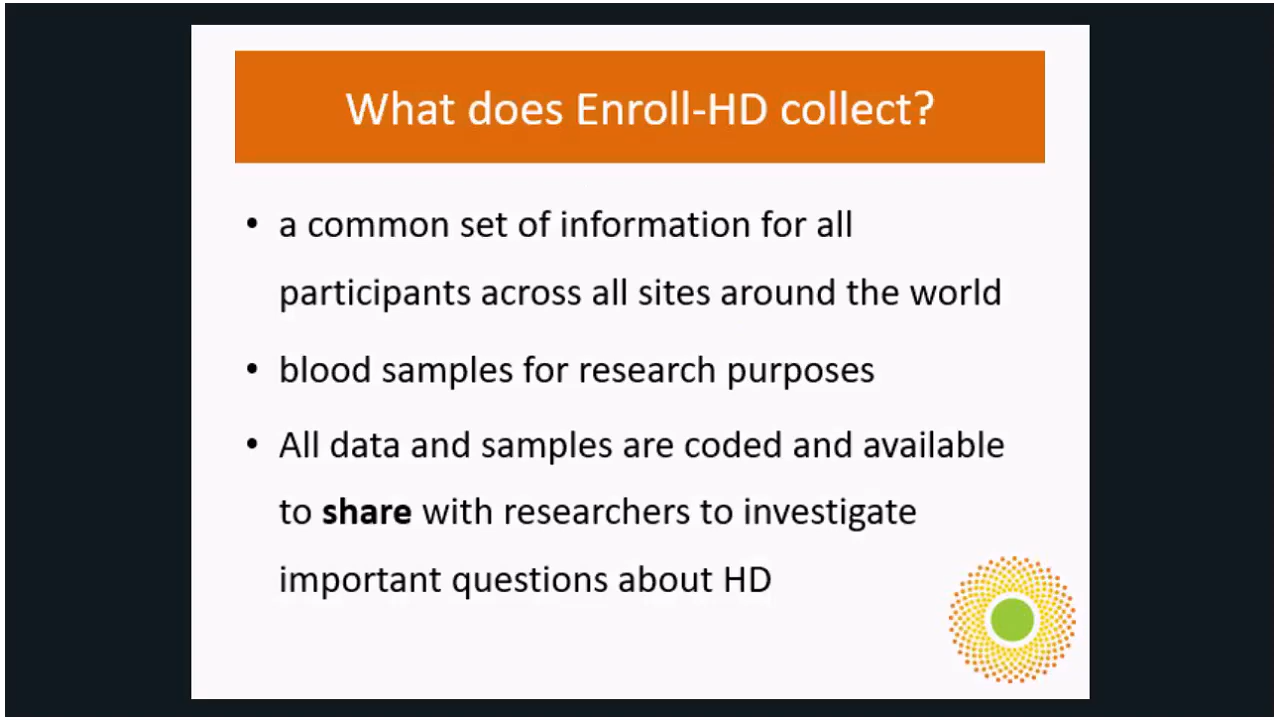 What does Enroll-HD collect?
• a common set of information for all
participants across all sites around the world
• blood samples for research purposes
• All data and samples are coded and available
to share with researchers to investigate
important questions about HD